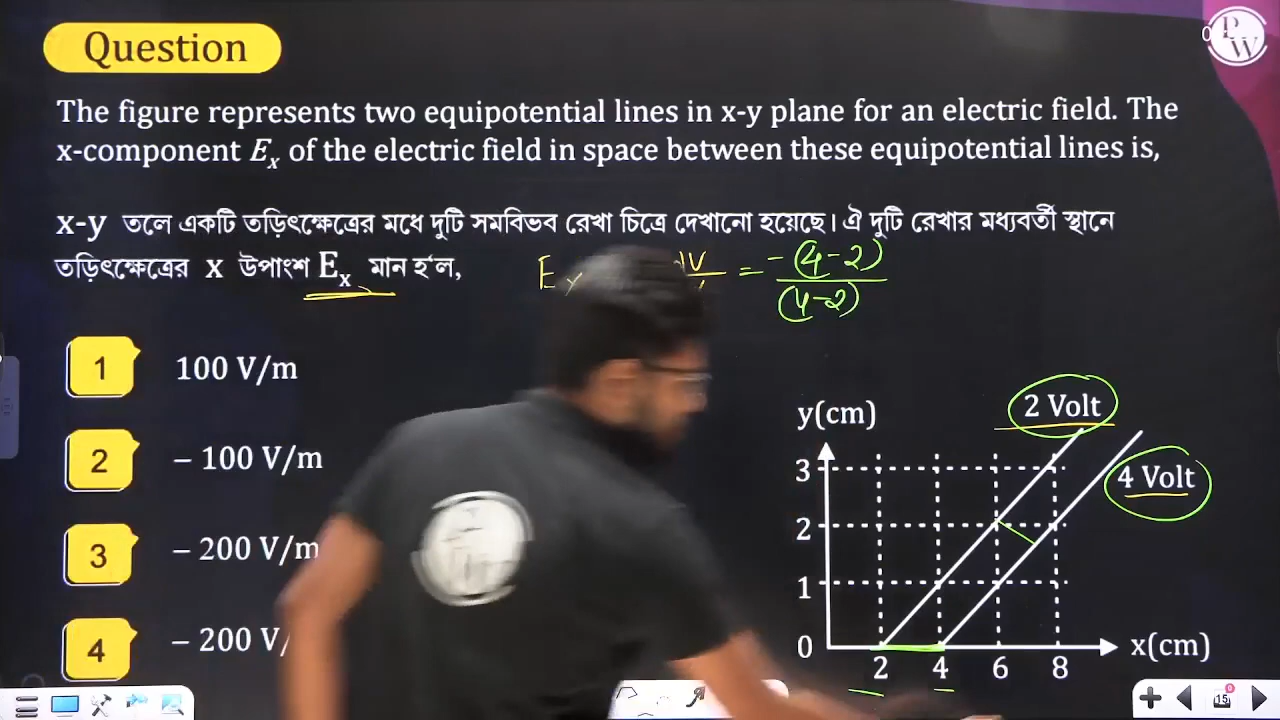 Question
PW
The figure represents two equipotential lines in x-y plane for an electric field. The
x-component Eₓ of the electric field in space between these equipotential lines is,
x-y তলে একটি তড়িৎক্ষেত্রের মধে দুটি সমবিভব রেখা চিত্রে দেখানো হয়েছে। ঐ দুটি রেখার মধ্যবর্তী স্থানে
তড়িৎক্ষেত্রের x উপাংশ Eₓ মান হ'ল,
= -(4-2)
(4-2)
1 100 V/m
2 – 100 V/m
3 – 200 V/m
4 – 200 V/
y(cm)
2 Volt
4 Volt
3
2
1
0
x(cm)
2 4 6 8
15